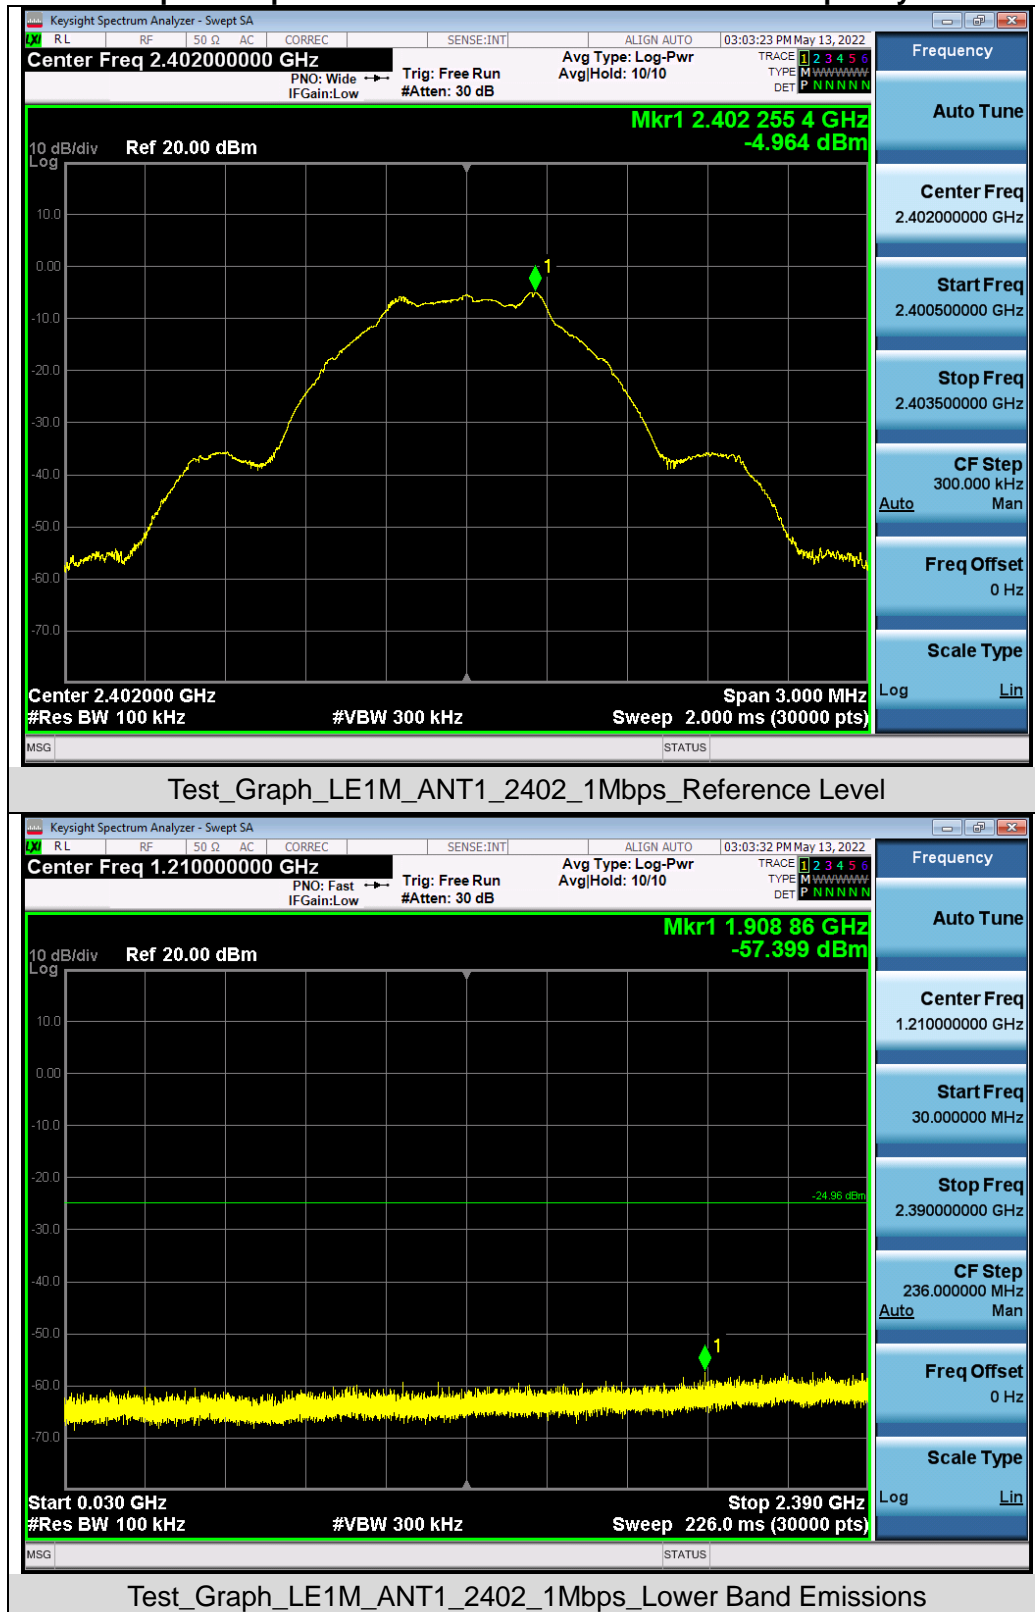 Keysight Spectrum Analyzer - Swept SA
LXI RL RF 50 Ω AC CORREC SENSE:INT ALIGN AUTO 03:03:23 PM May 13, 2022
Center Freq 2.402000000 GHz
PNO: Wide
IFGain:Low
Trig: Free Run
#Atten: 30 dB
Avg Type: Log-Pwr
Avg|Hold: 10/10
TRACE 1 2 3 4 5 6
TYPE M WWWWW
DET P N N N N N
Mkr1 2.402 255 4 GHz
-4.964 dBm
10 dB/div Ref 20.00 dBm
Log
10.0
0.00
-10.0
-20.0
-30.0
-40.0
-50.0
-60.0
-70.0
1
Center 2.402000 GHz Span 3.000 MHz
#Res BW 100 kHz #VBW 300 kHz Sweep 2.000 ms (30000 pts)
MSG STATUS
Frequency
Auto Tune
Center Freq
2.402000000 GHz
Start Freq
2.400500000 GHz
Stop Freq
2.403500000 GHz
CF Step
300.000 kHz
Auto Man
Freq Offset
0 Hz
Scale Type
Log Lin
Test_Graph_LE1M_ANT1_2402_1Mbps_Reference Level
Keysight Spectrum Analyzer - Swept SA
LXI RL RF 50 Ω AC CORREC SENSE:INT ALIGN AUTO 03:03:32 PM May 13, 2022
Center Freq 1.210000000 GHz
PNO: Fast
IFGain:Low
Trig: Free Run
#Atten: 30 dB
Avg Type: Log-Pwr
Avg|Hold: 10/10
TRACE 1 2 3 4 5 6
TYPE M WWWWW
DET P N N N N N
Mkr1 1.908 86 GHz
-57.399 dBm
10 dB/div Ref 20.00 dBm
Log
10.0
0.00
-10.0
-20.0
-30.0
-40.0
-50.0
-60.0
-70.0
-24.96 dBm
1
Start 0.030 GHz Stop 2.390 GHz
#Res BW 100 kHz #VBW 300 kHz Sweep 226.0 ms (30000 pts)
MSG STATUS
Frequency
Auto Tune
Center Freq
1.210000000 GHz
Start Freq
30.000000 MHz
Stop Freq
2.390000000 GHz
CF Step
236.000000 MHz
Auto Man
Freq Offset
0 Hz
Scale Type
Log Lin
Test_Graph_LE1M_ANT1_2402_1Mbps_Lower Band Emissions